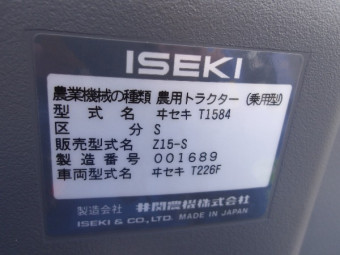 ISEKI
農業機械の種類 農用トラクター (乗用型)
型式名 ヰセキ T1584
区分 S
販売型式名 Z15-S
製造番号 001689
車両型式名 ヰセキ T226F
製造会社 井関農機株式会社
ISEKI & CO., LTD. MADE IN JAPAN